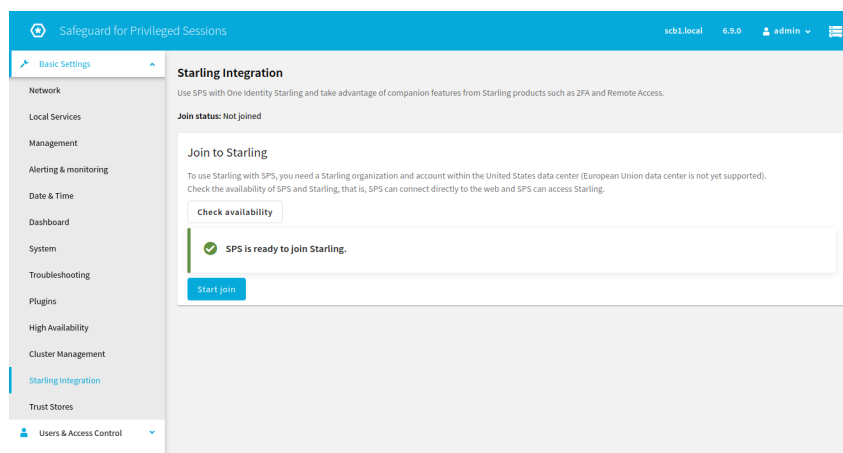 Safeguard for Privileged Sessions
scb1.local 6.9.0 admin
Basic Settings
Network
Local Services
Management
Alerting & monitoring
Date & Time
Dashboard
System
Troubleshooting
Plugins
High Availability
Cluster Management
Starling Integration
Trust Stores
Users & Access Control
Starling Integration
Use SPS with One Identity Starling and take advantage of companion features from Starling products such as 2FA and Remote Access.
Join status: Not joined
Join to Starling
To use Starling with SPS, you need a Starling organization and account within the United States data center (European Union data center is not yet supported).
Check the availability of SPS and Starling, that is, SPS can connect directly to the web and SPS can access Starling.
Check availability
SPS is ready to join Starling.
Start join